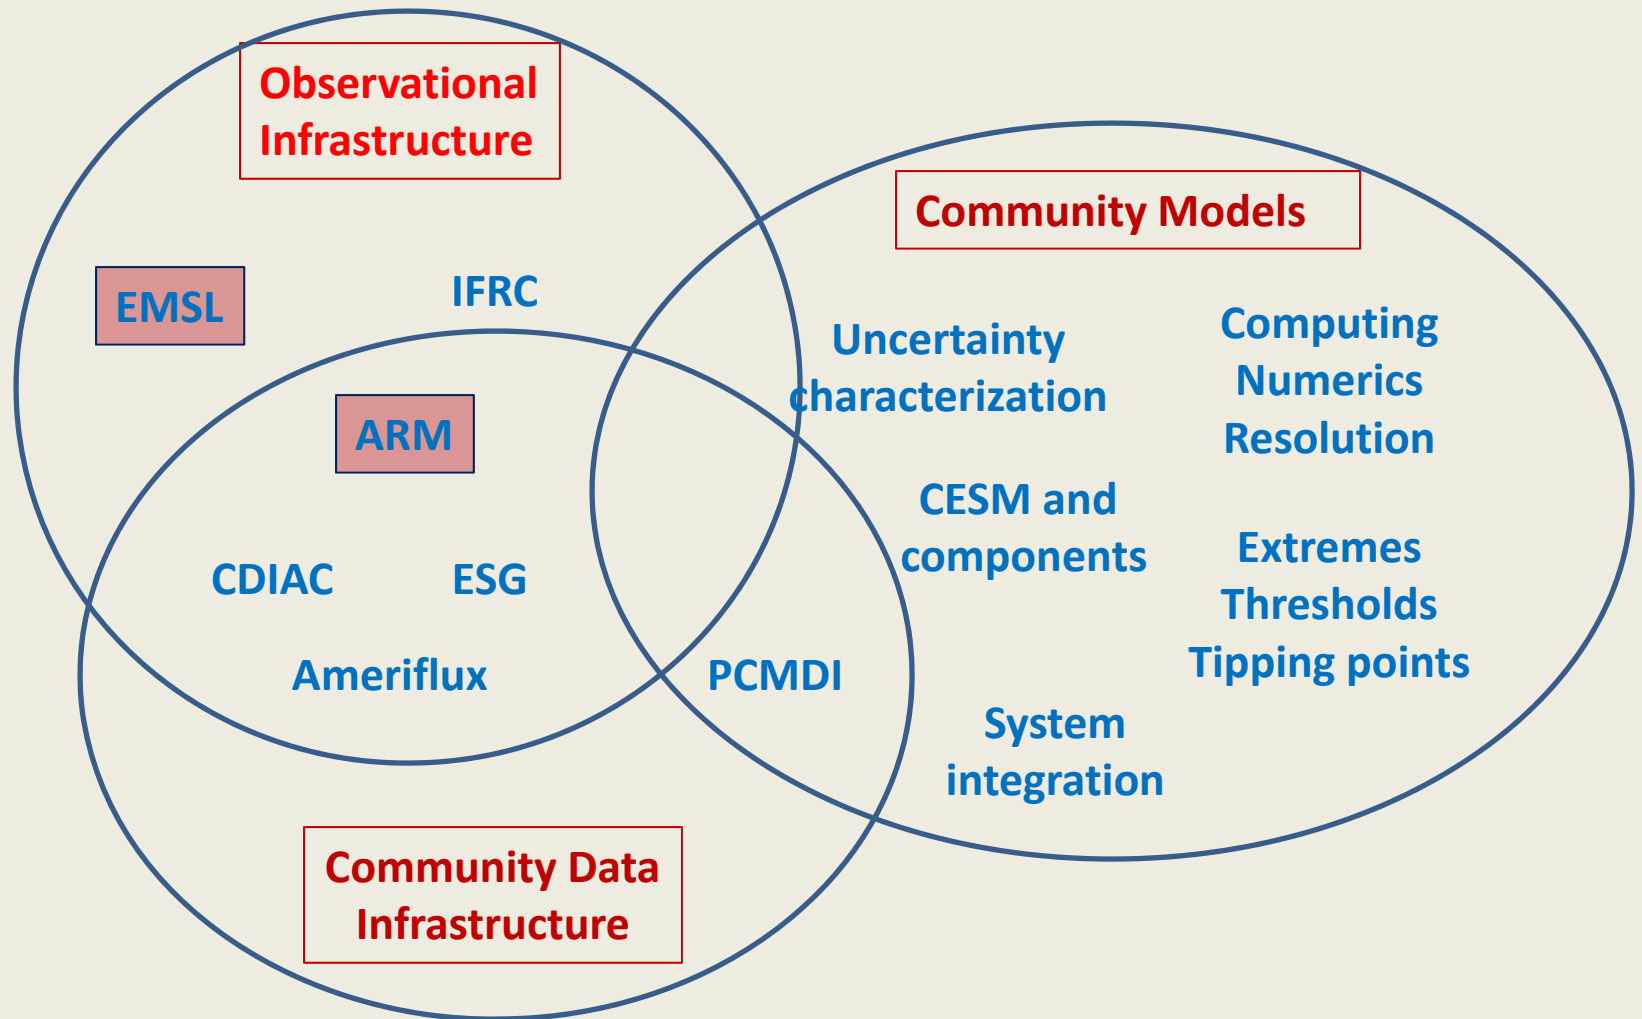 Observational
Infrastructure
Community Models
EMSL
IFRC
Uncertainty
characterization
Computing
Numerics
Resolution
ARM
CESM and
components
Extremes
Thresholds
Tipping points
CDIAC
ESG
Ameriflux
PCMDI
System
integration
Community Data
Infrastructure